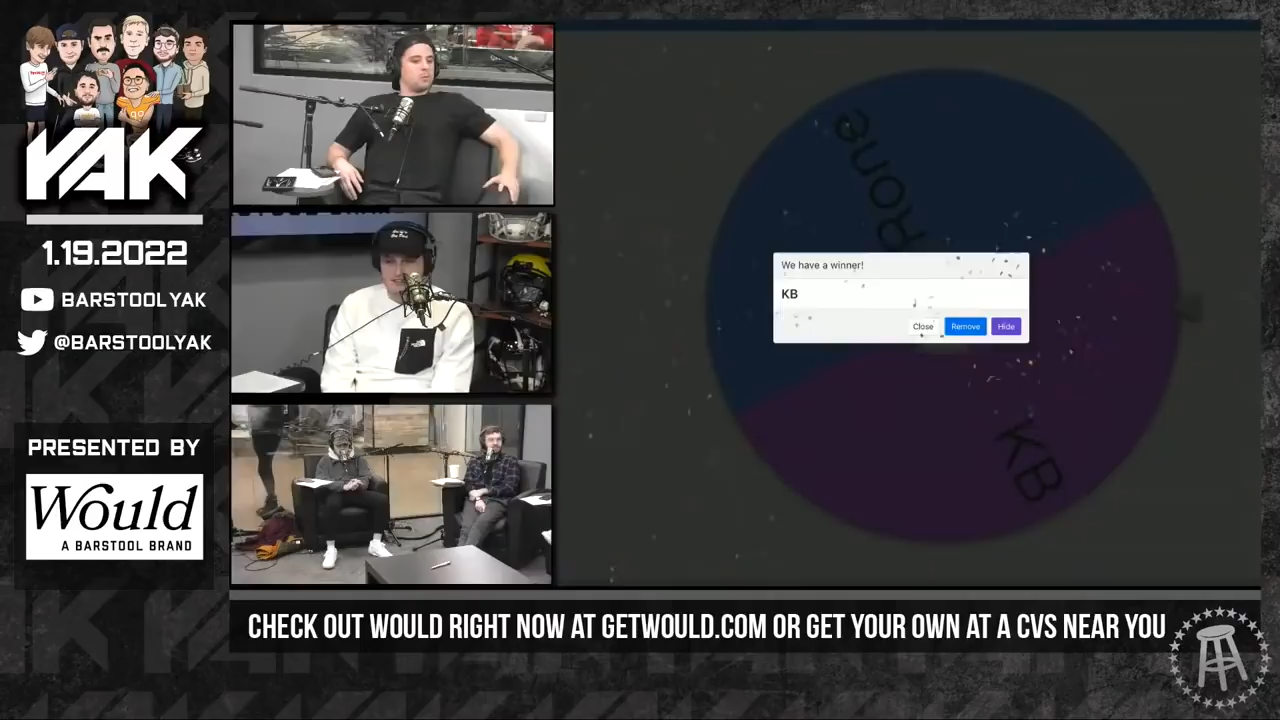 YAK
1.19.2022
BARSTOOLYAK
@BARSTOOLYAK
PRESENTED BY
Would
A BARSTOOL BRAND
Rone
KB
We have a winner!
KB
Close
Remove
Hide
CHECK OUT WOULD RIGHT NOW AT GETWOULD.COM OR GET YOUR OWN AT A CVS NEAR YOU